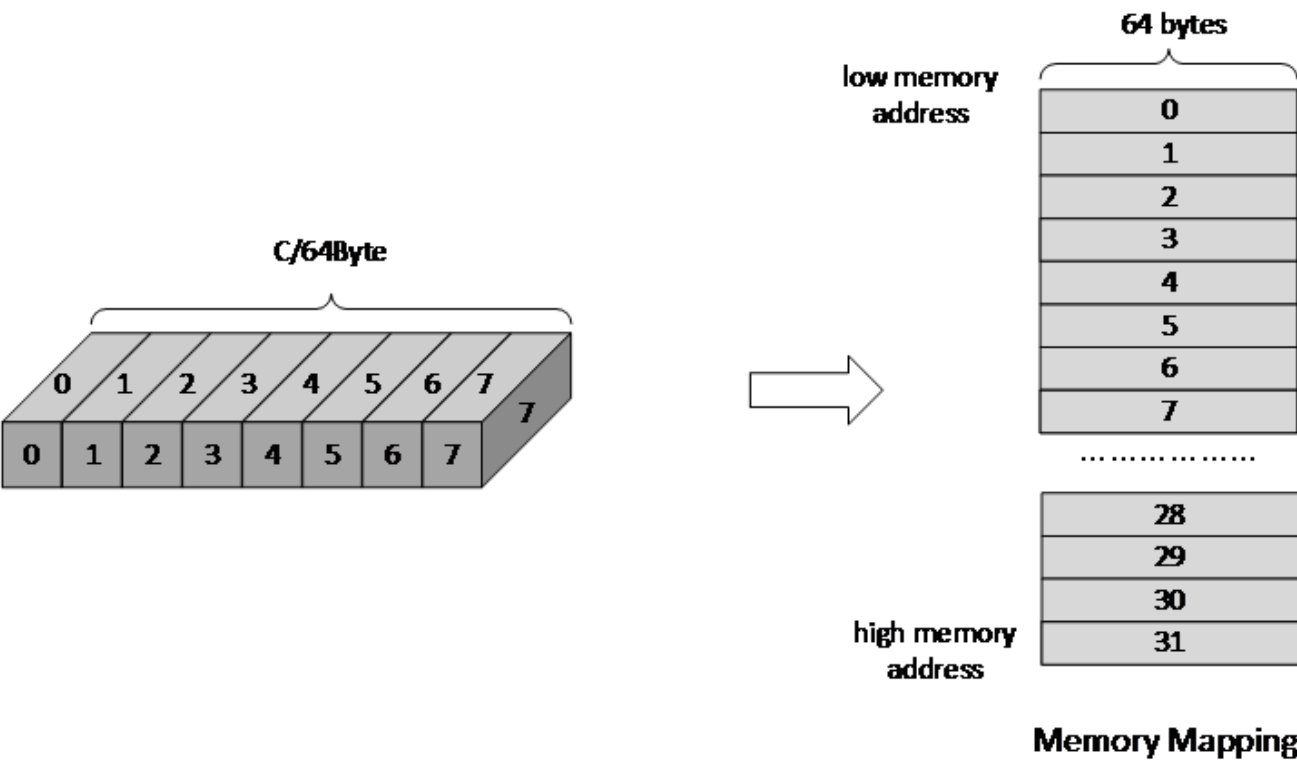 64 bytes
low memory
address
0
1
2
3
4
5
6
7
C/64Byte
0 1 2 3 4 5 6 7
7
0 1 2 3 4 5 6 7
………………
28
29
30
31
high memory
address
Memory Mapping